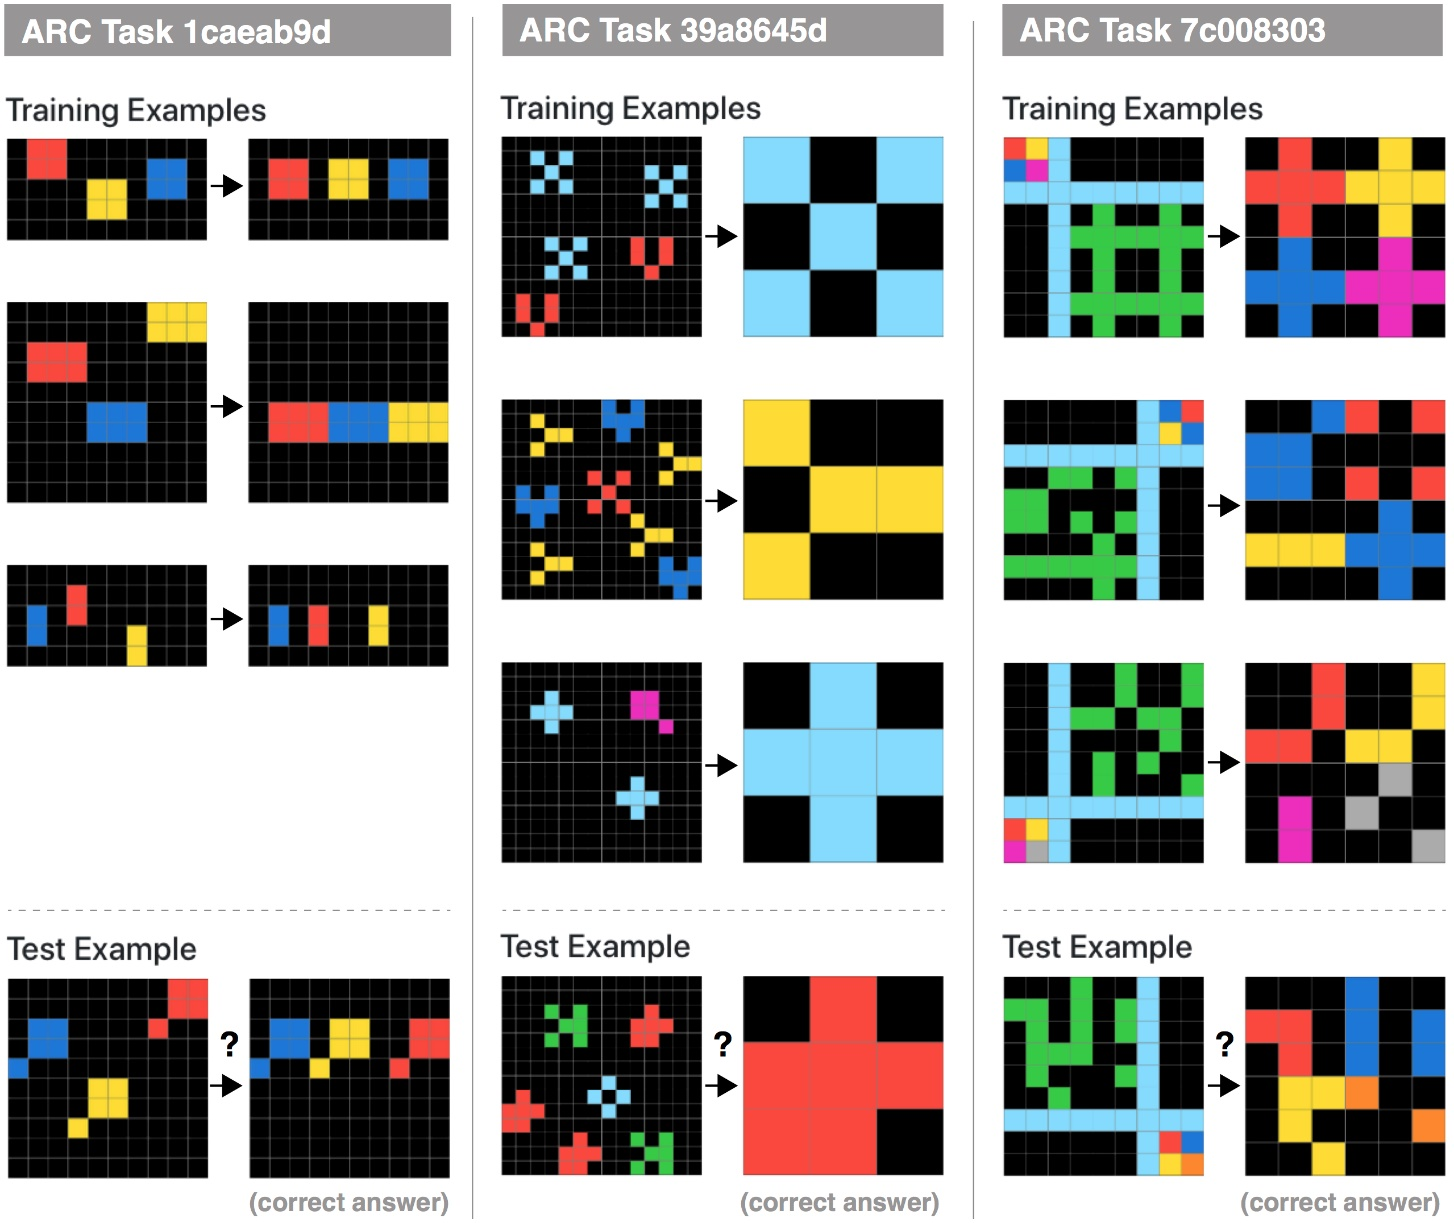 ARC Task 1caeab9d
Training Examples
Test Example
?
(correct answer)
ARC Task 39a8645d
Training Examples
Test Example
?
(correct answer)
ARC Task 7c008303
Training Examples
Test Example
?
(correct answer)